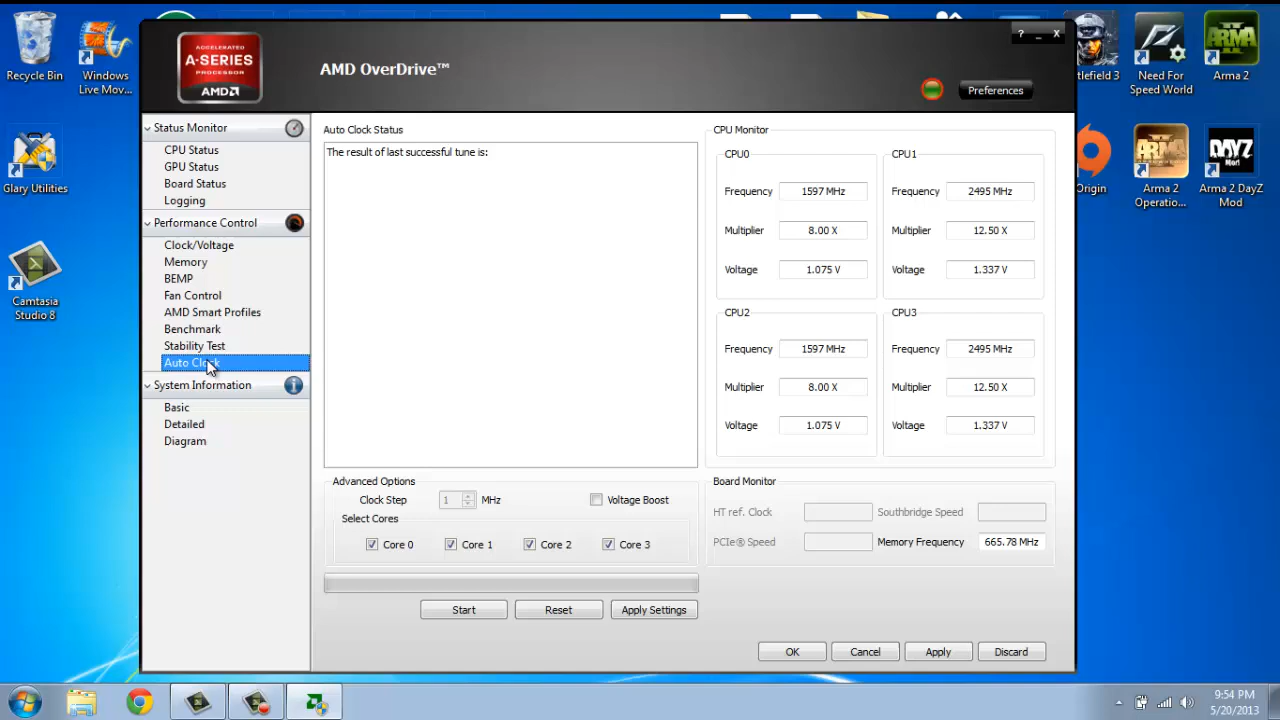 Recycle Bin
Windows
Live Mov...
Glary Utilities
Camtasia
Studio 8
ACCELERATED
A-SERIES
PROCESSOR
AMD
AMD OverDrive™
?
Preferences
Status Monitor
CPU Status
GPU Status
Board Status
Logging
Performance Control
Clock/Voltage
Memory
BEMP
Fan Control
AMD Smart Profiles
Benchmark
Stability Test
Auto Clock
System Information
Basic
Detailed
Diagram
Auto Clock Status
The result of last successful tune is:
CPU Monitor
CPU0
Frequency 1597 MHz
Multiplier 8.00 X
Voltage 1.075 V
CPU1
Frequency 2495 MHz
Multiplier 12.50 X
Voltage 1.337 V
CPU2
Frequency 1597 MHz
Multiplier 8.00 X
Voltage 1.075 V
CPU3
Frequency 2495 MHz
Multiplier 12.50 X
Voltage 1.337 V
Advanced Options
Clock Step 1 MHz Voltage Boost
Select Cores
Core 0 Core 1 Core 2 Core 3
Start Reset Apply Settings
Board Monitor
HT ref. Clock Southbridge Speed
PCIe® Speed Memory Frequency 665.78 MHz
OK Cancel Apply Discard
tlefield 3
Need For
Speed World
ARMA
Arma 2
Origin
ARMA
Arma 2
Operatio...
DAYZ
Mod
Arma 2 DayZ
Mod
9:54 PM
5/20/2013